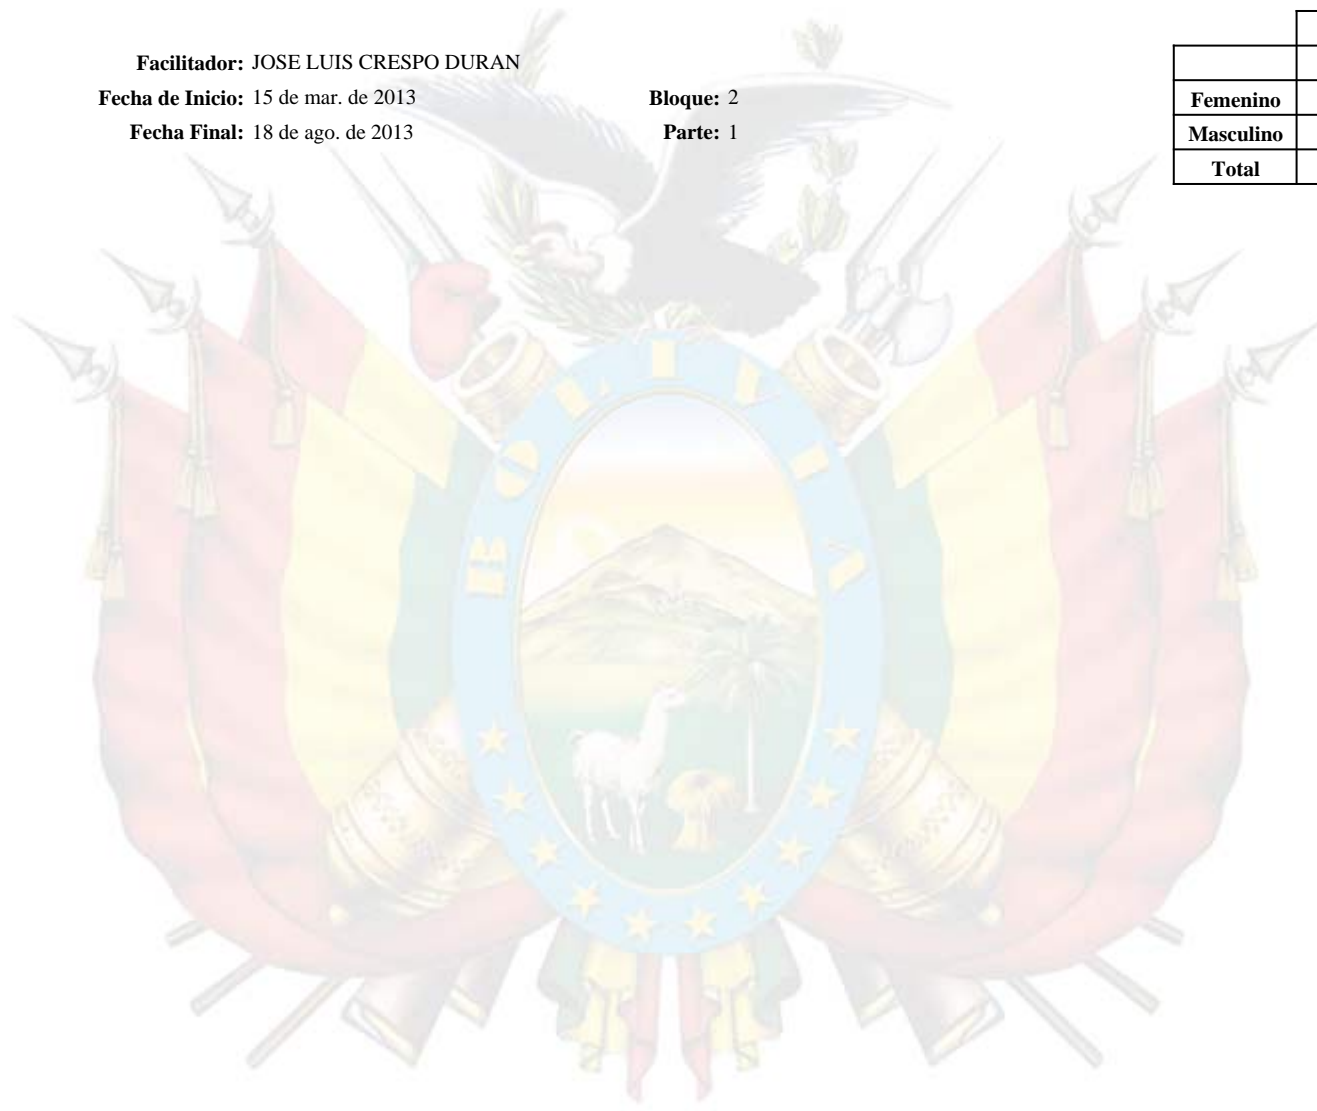 Facilitador: JOSE LUIS CRESPO DURAN
Fecha de Inicio: 15 de mar. de 2013 Bloque: 2
Fecha Final: 18 de ago. de 2013 Parte: 1
Femenino
Masculino
Total
BOLIVIA